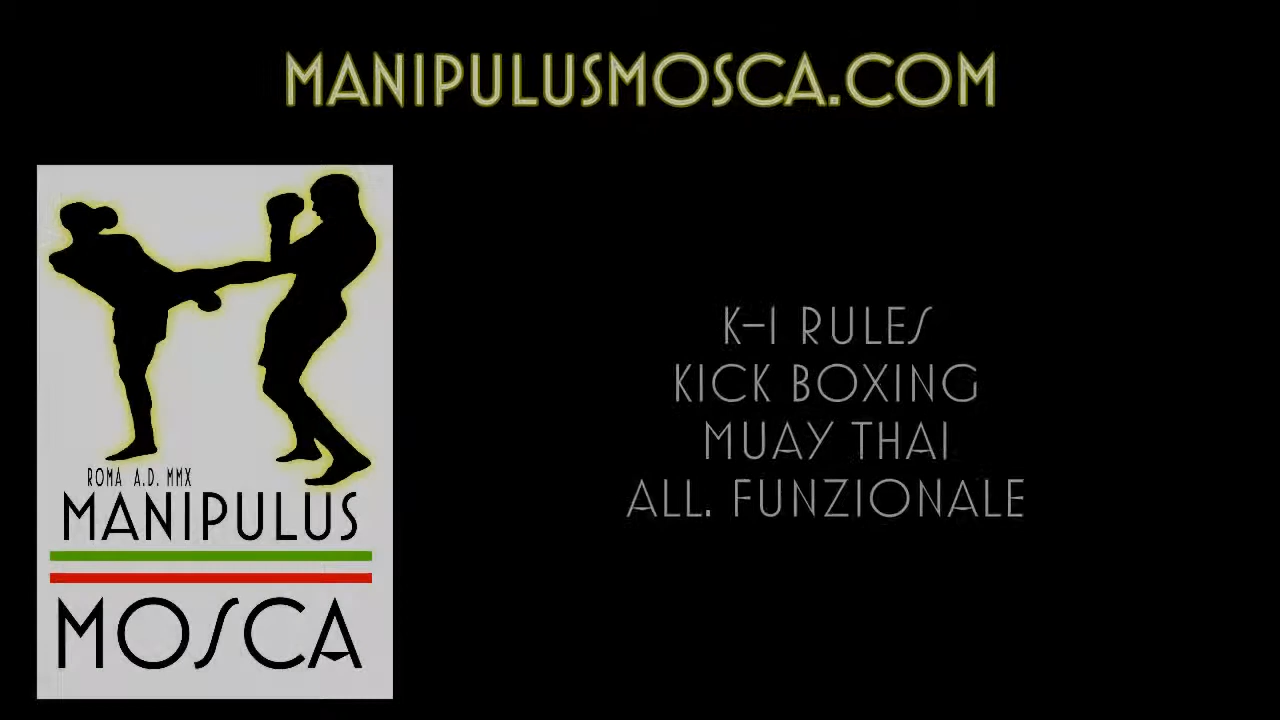 MANIPULUSMOSCA.COM
ROMA A.D. MMX
MANIPULUS
MOSCA
K-1 RULES
KICK BOXING
MUAY THAI
ALL. FUNZIONALE